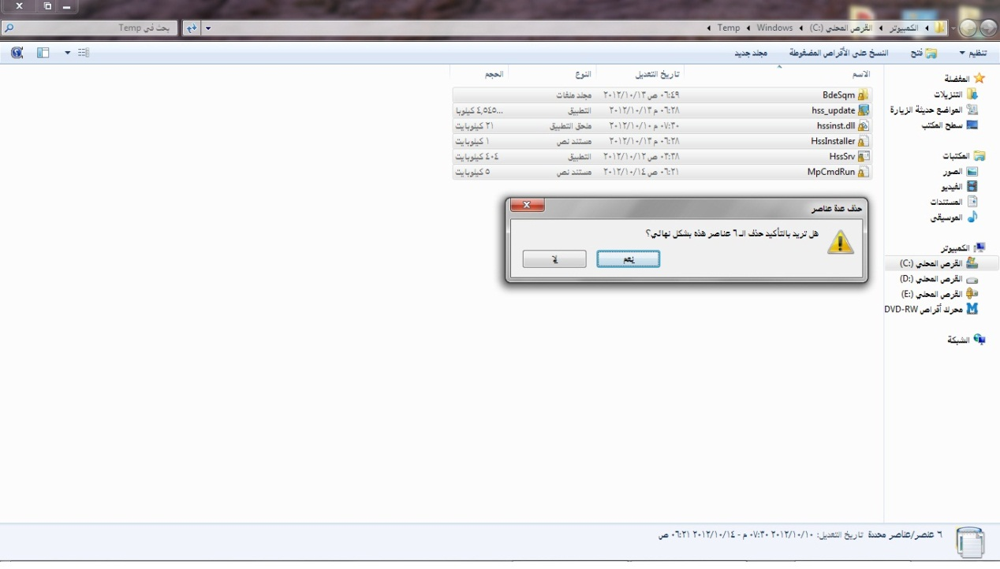 الكمبيوتر
القرص المحلي (C:)
Windows
Temp
بحث في Temp
تنظيم
فتح
النسخ على الأقراص المضغوطة
مجلد جديد
الاسم
تاريخ التعديل
النوع
الحجم
BdeSqm ٠٦:٤٩ ص ٢٠١٢/١٠/١٣ مجلد ملفات
hss_update ٠٦:٢٨ م ٢٠١٢/١٠/١٣ التطبيق ٤,٥٤٥ كيلوبا...
hssinst.dll ٠٧:٣٠ م ٢٠١٢/١٠/١٠ ملحق التطبيق ٢١ كيلوبايت
HssInstaller ٠٦:٢٨ م ٢٠١٢/١٠/١٣ مستند نص ١ كيلوبايت
HssSrv ٠٣:٣٨ ص ٢٠١٢/١٠/١٢ التطبيق ٤٠٤ كيلوبايت
MpCmdRun ٠٦:٢١ ص ٢٠١٢/١٠/١٤ مستند نص ٥ كيلوبايت
المفضلة
التنزيلات
المواضع حديثة الزيارة
سطح المكتب
المكتبات
الصور
الفيديو
المستندات
الموسيقى
الكمبيوتر
القرص المحلي (C:)
القرص المحلي (D:)
القرص المحلي (E:)
محرك أقراص DVD-RW
الشبكة
حذف عدة عناصر
هل تريد بالتأكيد حذف الـ ٦ عناصر هذه بشكل نهائي؟
نعم
لا
٦ عنصر/عناصر محددة تاريخ التعديل: ٢٠١٢/١٠/١٠ ٠٧:٣٠ م - ٢٠١٢/١٠/١٤ ٠٦:٢١ ص